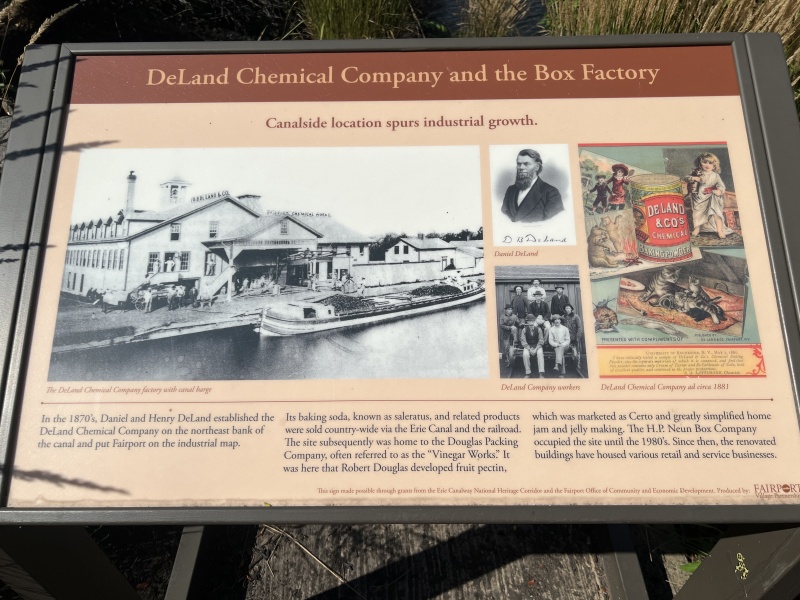 DeLand Chemical Company and the Box Factory
Canalside location spurs industrial growth.
D. B. DeLand
Daniel DeLand
DELAND
& CO'S
CHEMICAL
BAKING POWDER
PRESENTED WITH COMPLIMENTS OF
The DeLand Chemical Company factory with canal barge
DeLand Company workers
DeLand Chemical Company ad circa 1881
In the 1870's, Daniel and Henry DeLand established the
DeLand Chemical Company on the northeast bank of
the canal and put Fairport on the industrial map.
Its baking soda, known as saleratus, and related products
were sold country-wide via the Erie Canal and the railroad.
The site subsequently was home to the Douglas Packing
Company, often referred to as the "Vinegar Works." It
was here that Robert Douglas developed fruit pectin,
which was marketed as Certo and greatly simplified home
jam and jelly making. The H.P. Neun Box Company
occupied the site until the 1980's. Since then, the renovated
buildings have housed various retail and service businesses.
This sign made possible through grants from the Erie Canalway National Heritage Corridor and the Fairport Office of Community and Economic Development. Produced by:
FAIRPORT
Village Partnership